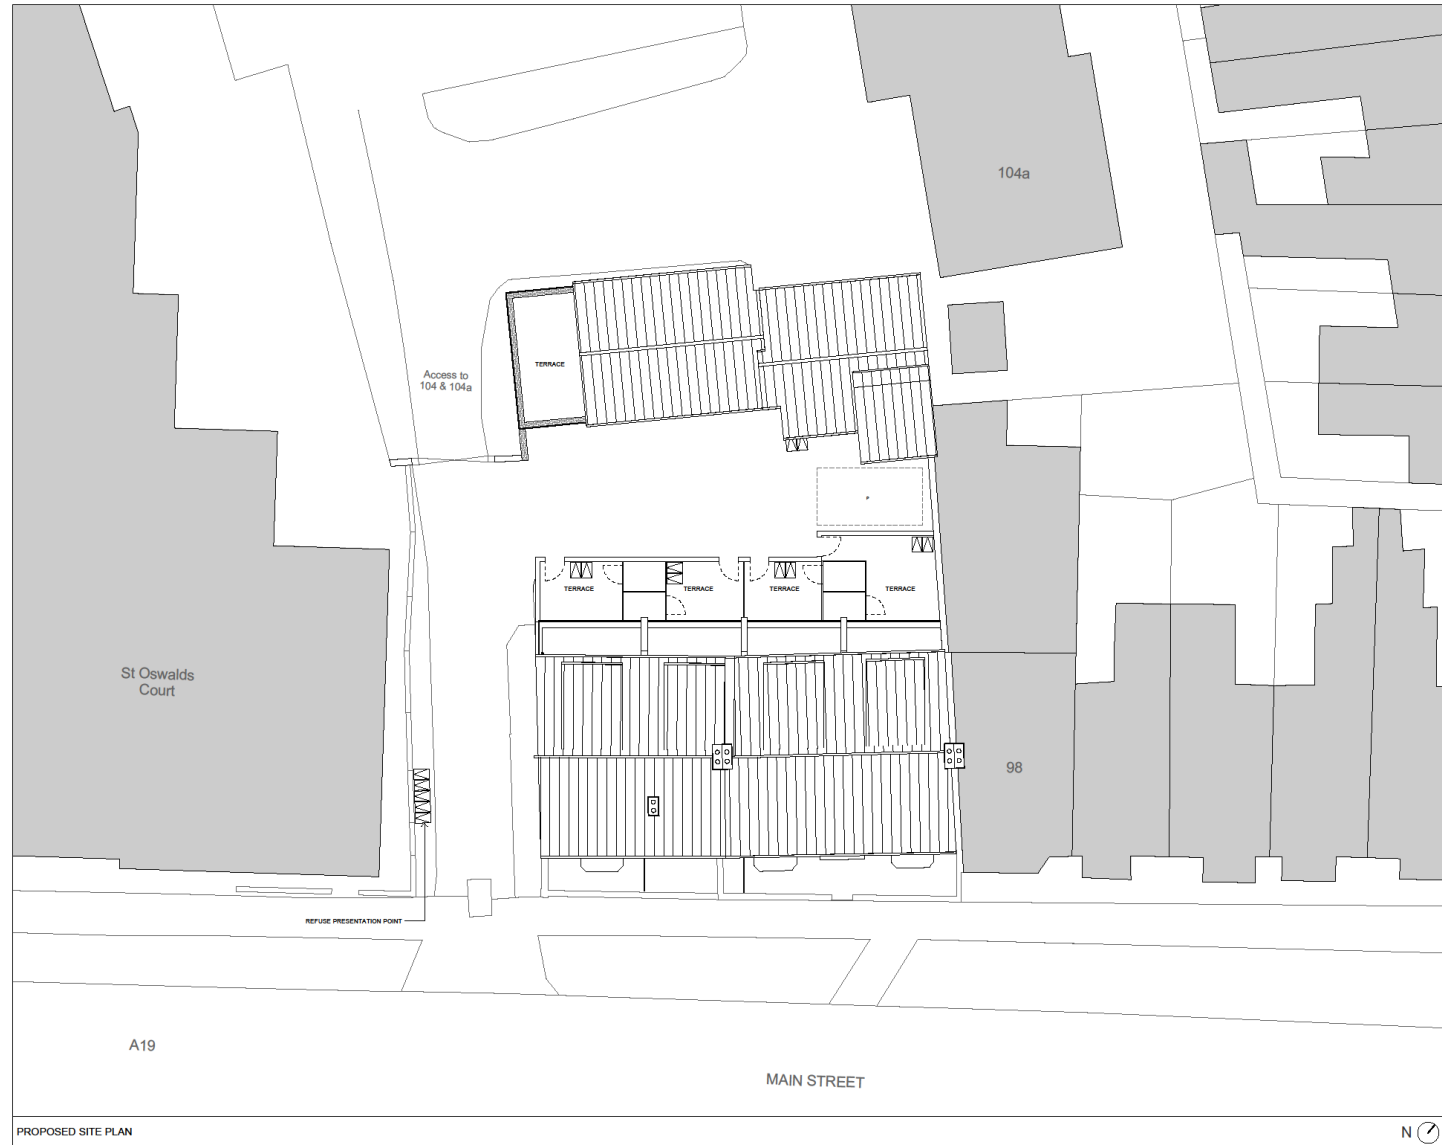 104a
TERRACE
Access to
104 & 104a
P
TERRACE
TERRACE
TERRACE
TERRACE
St Oswalds
Court
98
REFUSE PRESENTATION POINT
A19
MAIN STREET
PROPOSED SITE PLAN
N